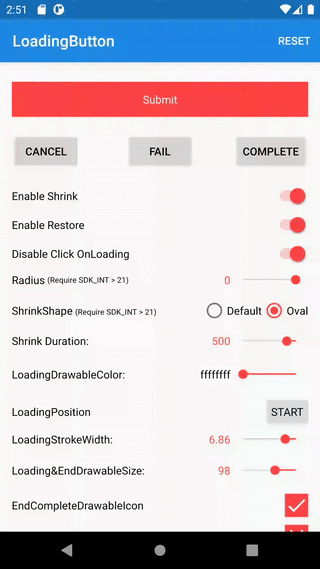 2:51
LoadingButton RESET
Submit
CANCEL FAIL COMPLETE
Enable Shrink
Enable Restore
Disable Click OnLoading
Radius (Require SDK_INT > 21) 0
ShrinkShape (Require SDK_INT > 21) Default Oval
Shrink Duration: 500
LoadingDrawableColor: ffffffff
LoadingPosition START
LoadingStrokeWidth: 6.86
Loading&EndDrawableSize: 98
EndCompleteDrawableIcon